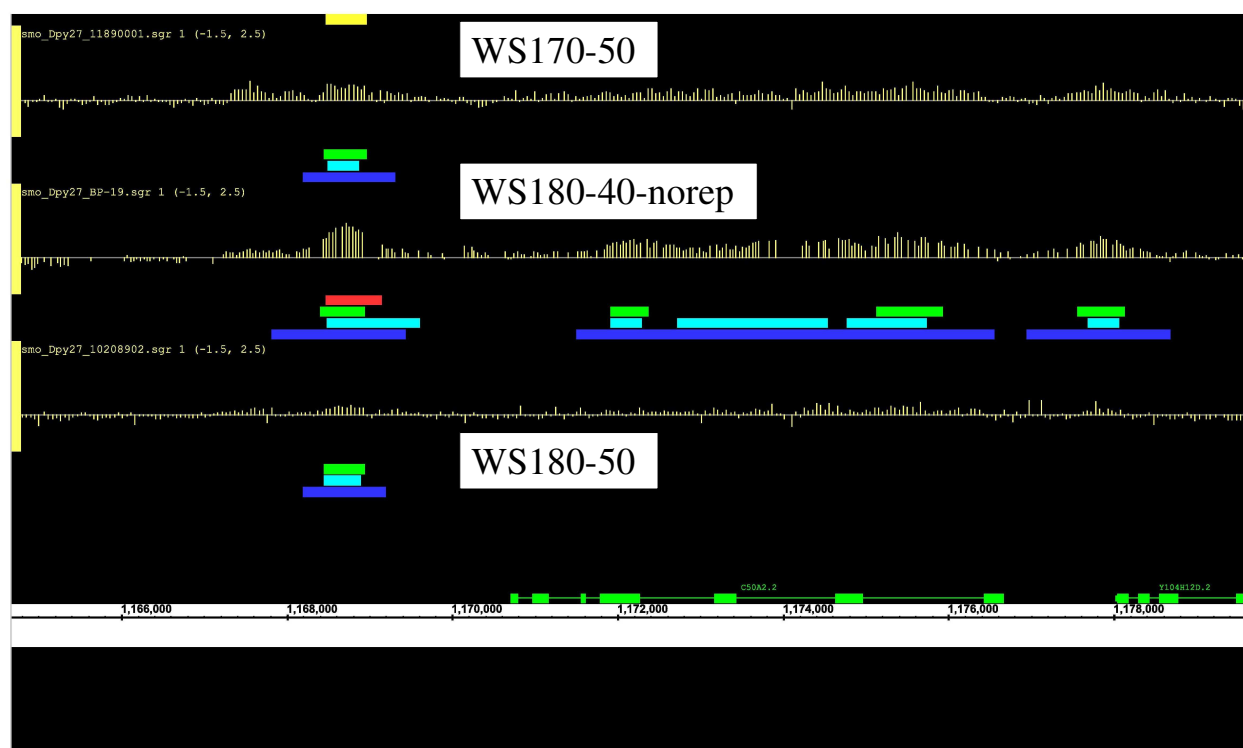 smo_Dpy27_11890001.sgr 1 (-1.5, 2.5)
WS170-50
smo_Dpy27_BP-19.sgr 1 (-1.5, 2.5)
WS180-40-norep
smo_Dpy27_10208902.sgr 1 (-1.5, 2.5)
WS180-50
C50A2.2 Y104H12D.2
1,166,000 1,168,000 1,170,000 1,172,000 1,174,000 1,176,000 1,178,000